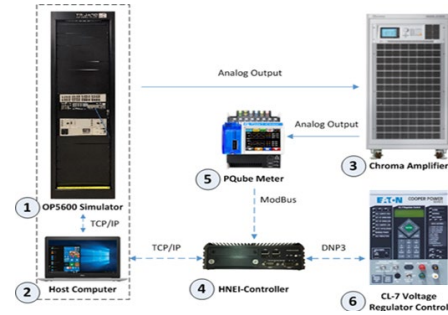 Analog Output
Analog Output
3
Chroma Amplifier
5
PQube Meter
1
OP5600 Simulator
ModBus
TCP/IP
EATON
COOPER POWER
TCP/IP
DNP3
2
Host Computer
4
HNEI-Controller
6
CL-7 Voltage
Regulator Control